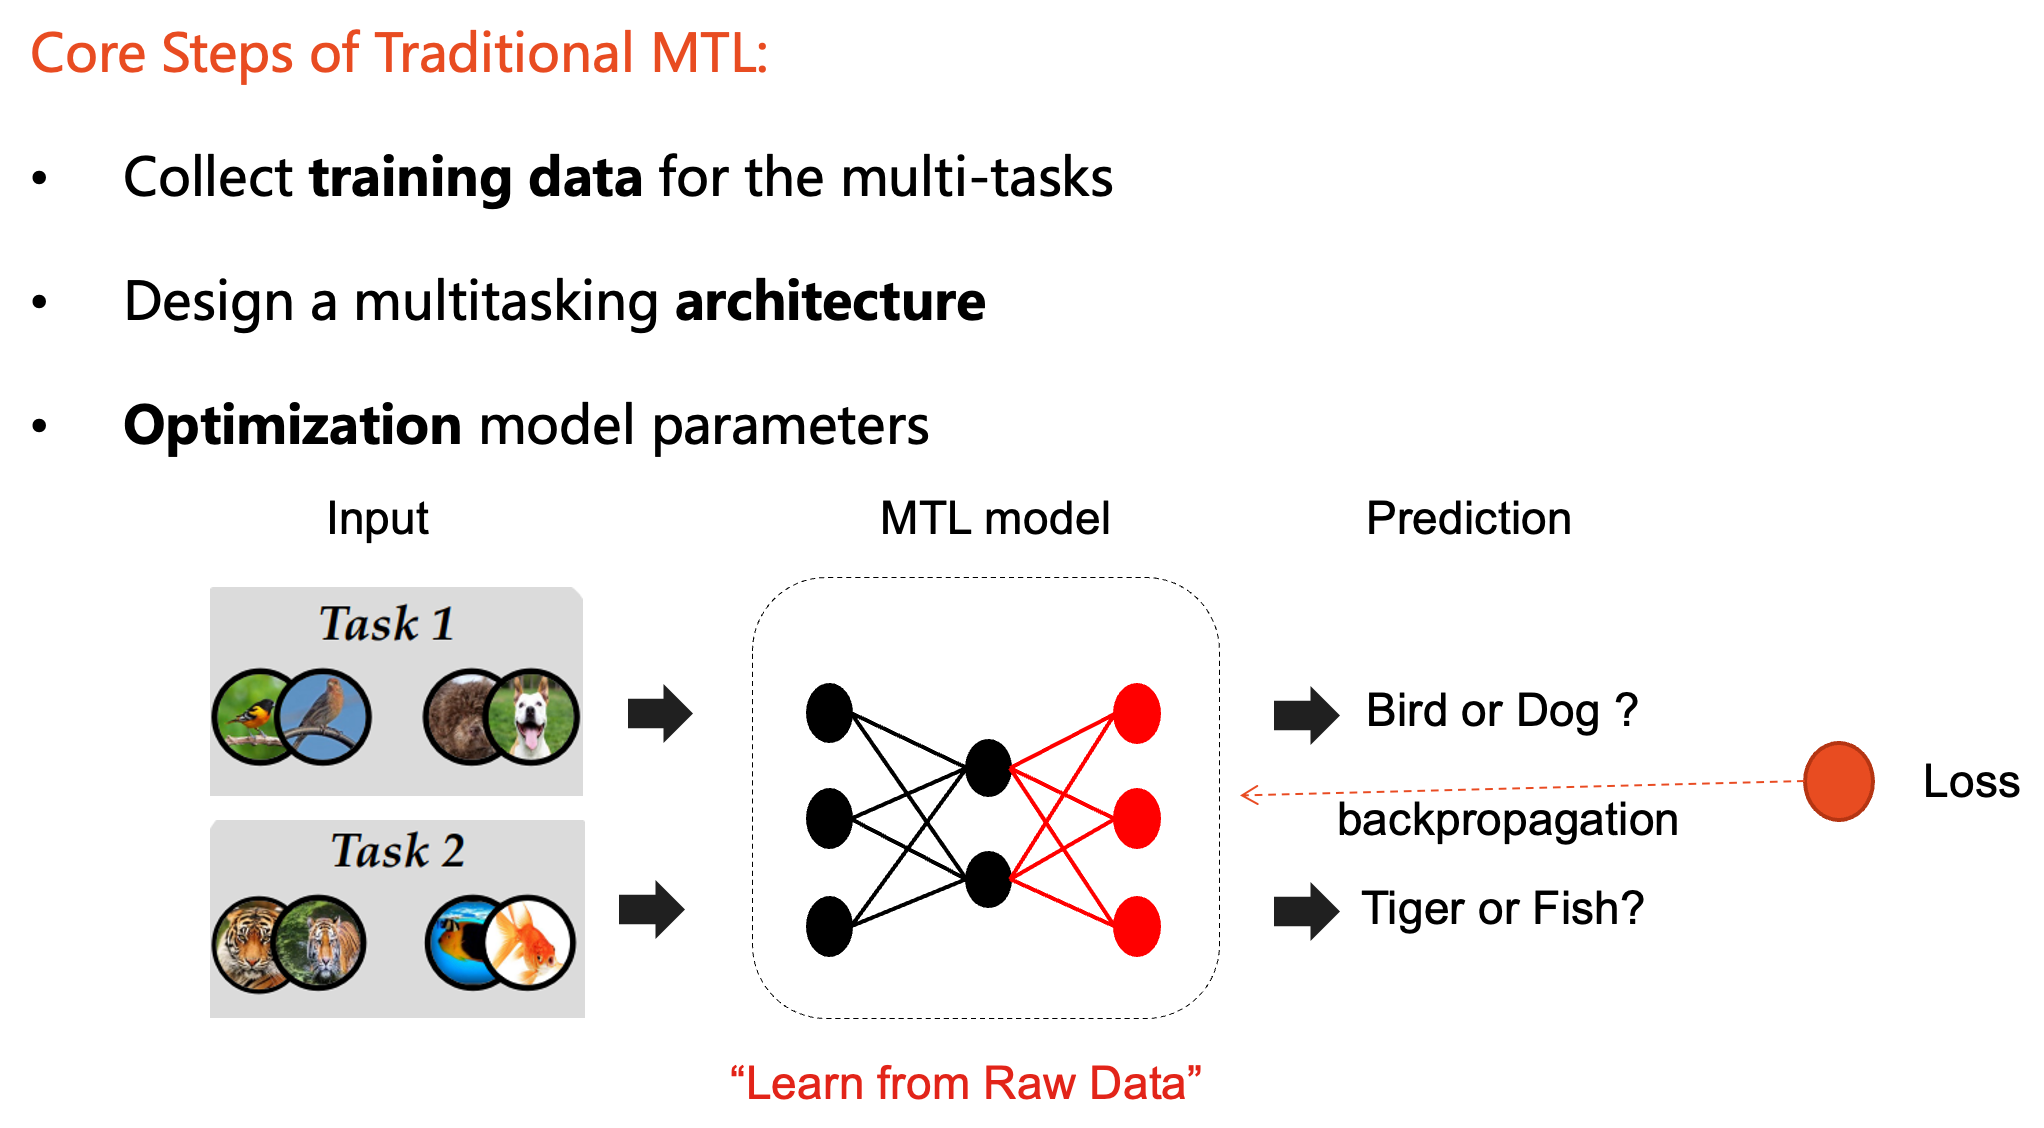 Core Steps of Traditional MTL:
• Collect training data for the multi-tasks
• Design a multitasking architecture
• Optimization model parameters
Input
MTL model
Prediction
Task 1
Bird or Dog ?
Loss
backpropagation
Task 2
Tiger or Fish?
“Learn from Raw Data”